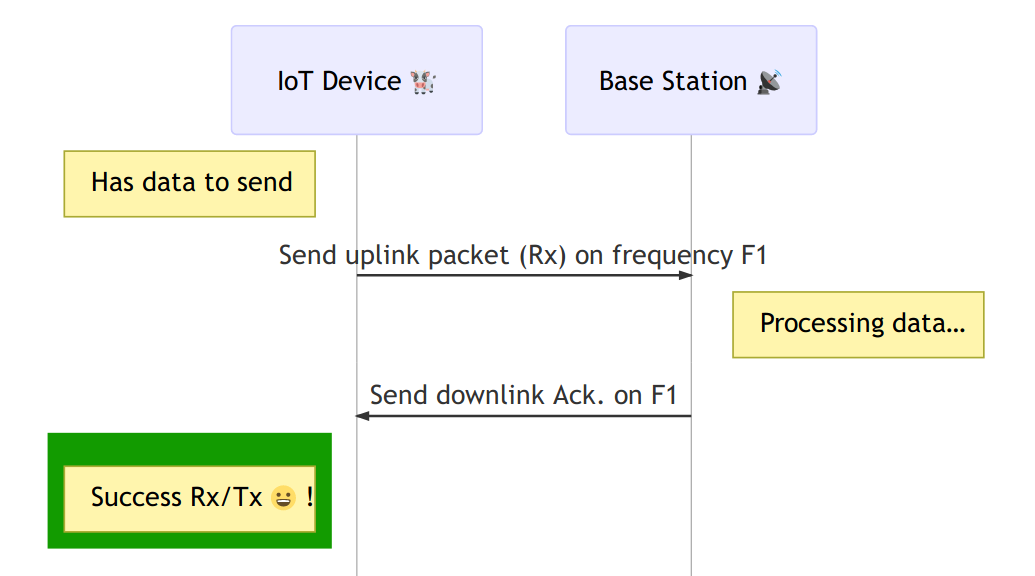 IoT Device 🐮
Base Station 📡
Has data to send
Send uplink packet (Rx) on frequency F1
Processing data…
Send downlink Ack. on F1
Success Rx/Tx 😀 !